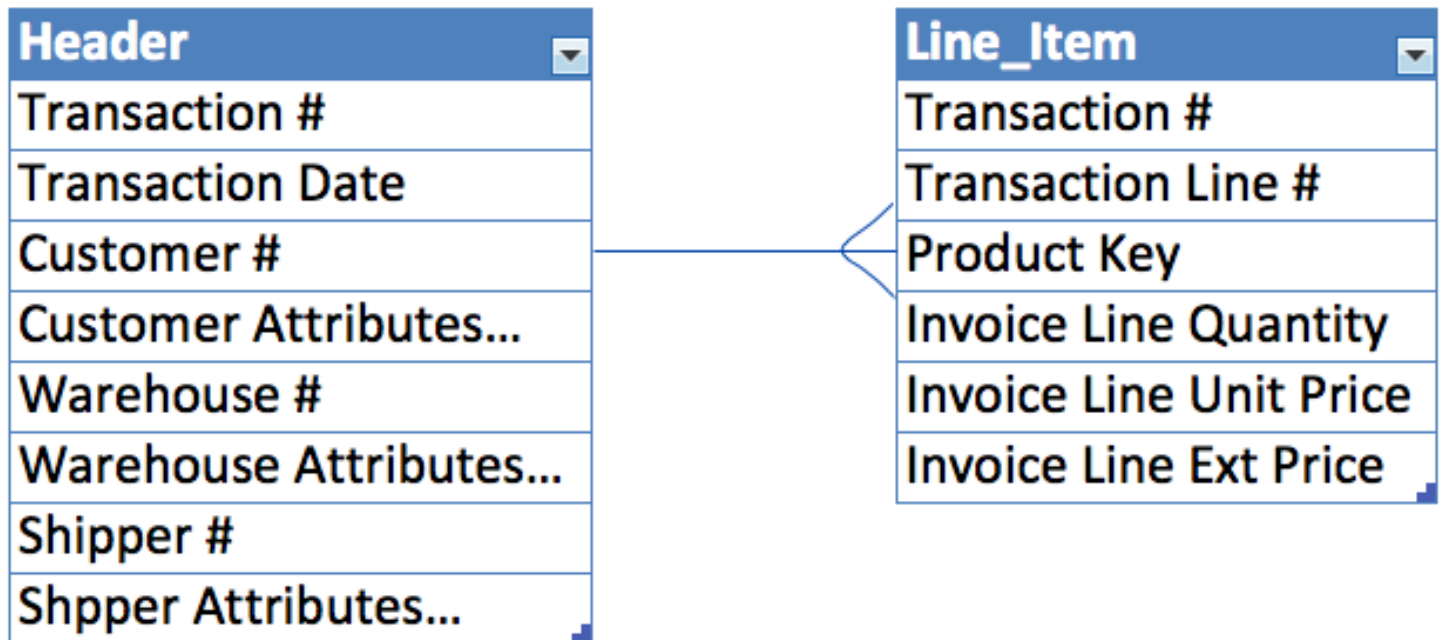 Header
Transaction #
Transaction Date
Customer #
Customer Attributes...
Warehouse #
Warehouse Attributes...
Shipper #
Shpper Attributes...
Line_Item
Transaction #
Transaction Line #
Product Key
Invoice Line Quantity
Invoice Line Unit Price
Invoice Line Ext Price